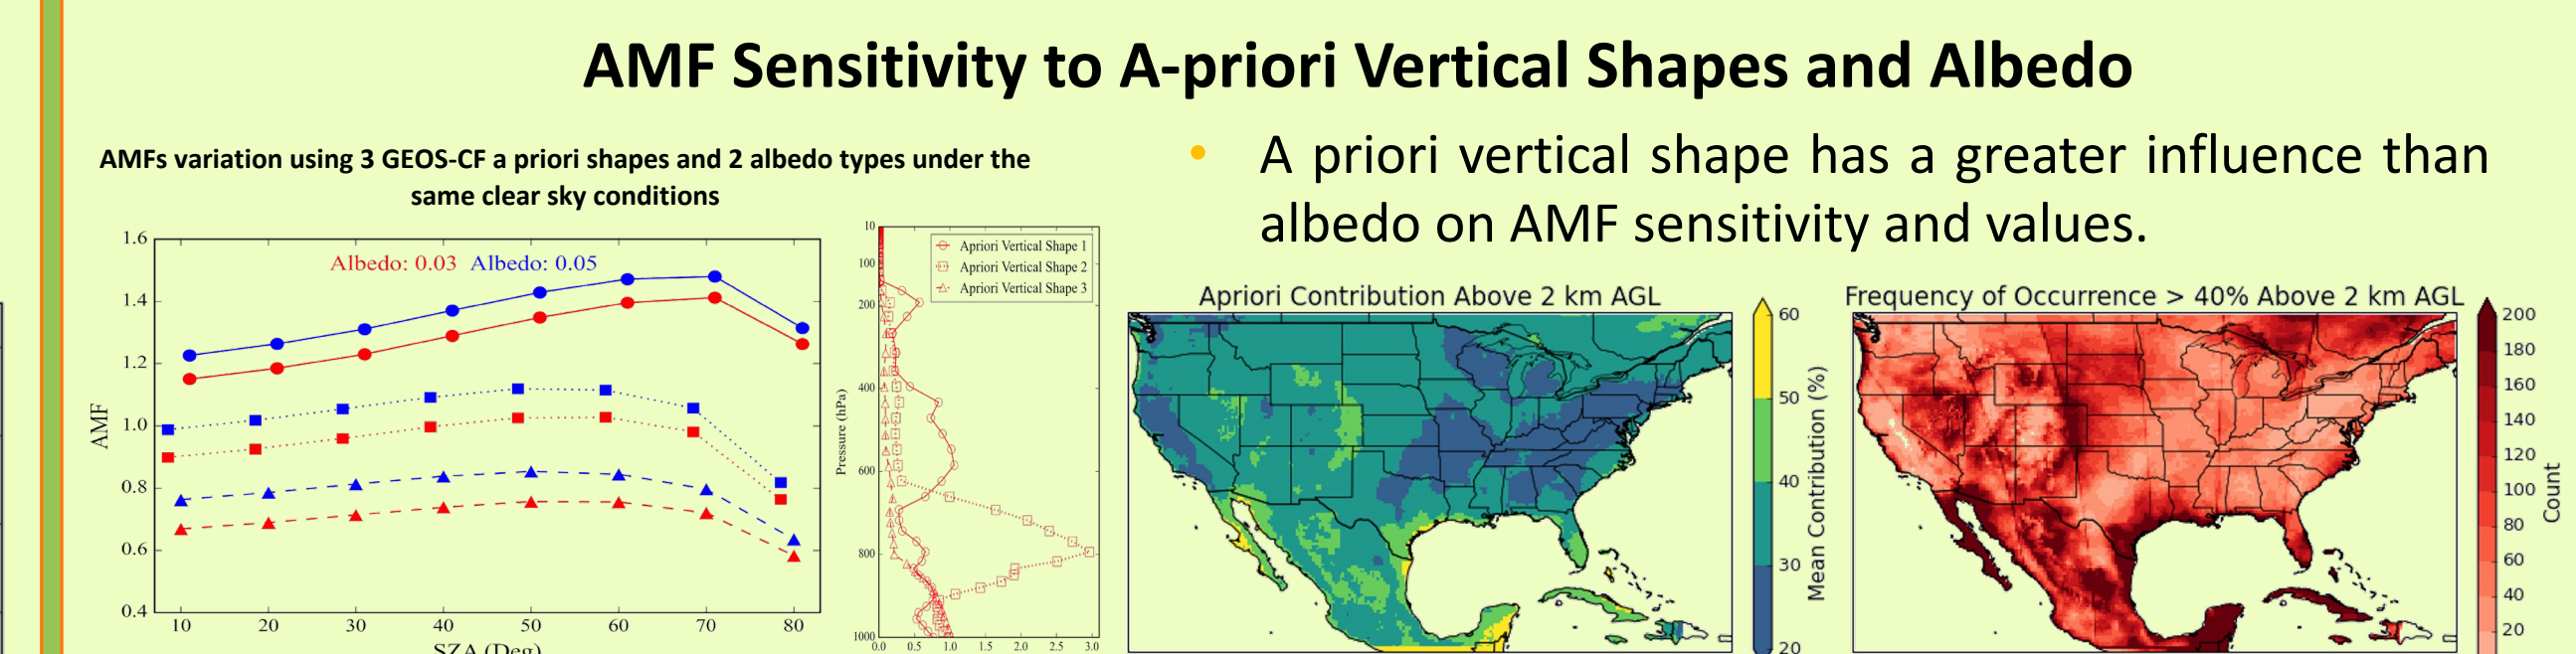 AMF Sensitivity to A-priori Vertical Shapes and Albedo
AMFs variation using 3 GEOS-CF a priori shapes and 2 albedo types under the
same clear sky conditions
• A priori vertical shape has a greater influence than
albedo on AMF sensitivity and values.
1.6
1.4
1.2
1.0
0.8
0.6
0.4
AMF
Albedo: 0.03 Albedo: 0.05
10 20 30 40 50 60 70 80
SZA (Deg)
10
100
200
400
600
800
1000
Pressure (hPa)
Apriori Vertical Shape 1
Apriori Vertical Shape 2
Apriori Vertical Shape 3
0.0 0.5 1.0 1.5 2.0 2.5 3.0
Apriori Contribution Above 2 km AGL
60
50
40
30
20
Mean Contribution (%)
Frequency of Occurrence > 40% Above 2 km AGL
200
180
160
140
120
100
80
60
40
20
Count